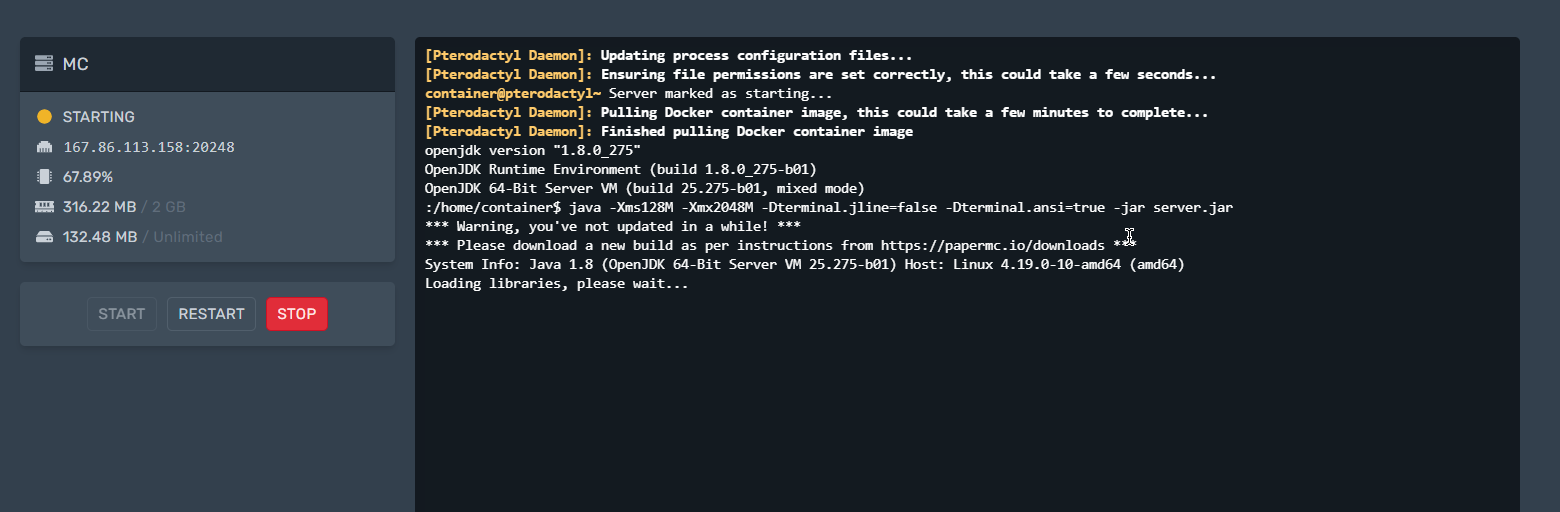 MC
STARTING
167.86.113.158:20248
67.89%
316.22 MB / 2 GB
132.48 MB / Unlimited
START RESTART STOP
[Pterodactyl Daemon]: Updating process configuration files...
[Pterodactyl Daemon]: Ensuring file permissions are set correctly, this could take a few seconds...
container@pterodactyl~ Server marked as starting...
[Pterodactyl Daemon]: Pulling Docker container image, this could take a few minutes to complete...
[Pterodactyl Daemon]: Finished pulling Docker container image
openjdk version "1.8.0_275"
OpenJDK Runtime Environment (build 1.8.0_275-b01)
OpenJDK 64-Bit Server VM (build 25.275-b01, mixed mode)
:/home/container$ java -Xms128M -Xmx2048M -Dterminal.jline=false -Dterminal.ansi=true -jar server.jar
*** Warning, you've not updated in a while! ***
*** Please download a new build as per instructions from https://papermc.io/downloads ***
System Info: Java 1.8 (OpenJDK 64-Bit Server VM 25.275-b01) Host: Linux 4.19.0-10-amd64 (amd64)
Loading libraries, please wait...